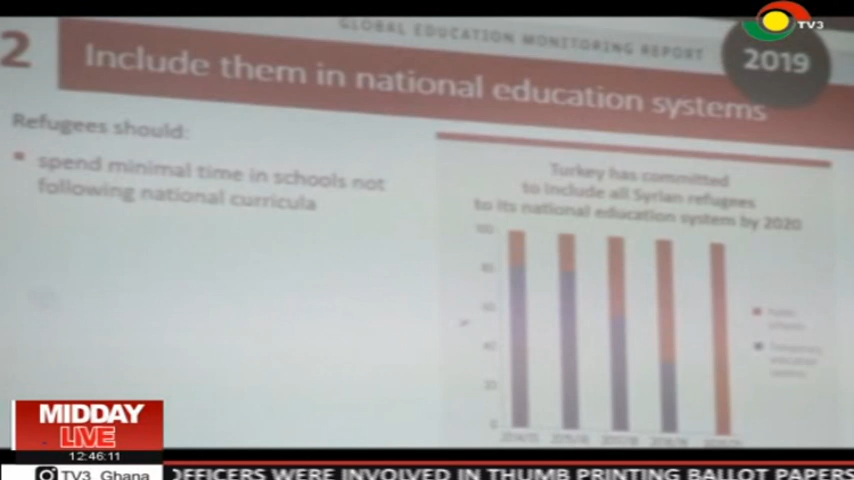 GLOBAL EDUCATION MONITORING REPORT
TV3
2019
2
Include them in national education systems
Refugees should:
spend minimal time in schools not
following national curricula
Turkey has committed
to include all Syrian refugees
to its national education system by 2020
100
80
60
40
20
0
%
MIDDAY
LIVE
12:46:11
TV3_Ghana
OFFICERS WERE INVOLVED IN THUMB PRINTING BALLOT PAPERS